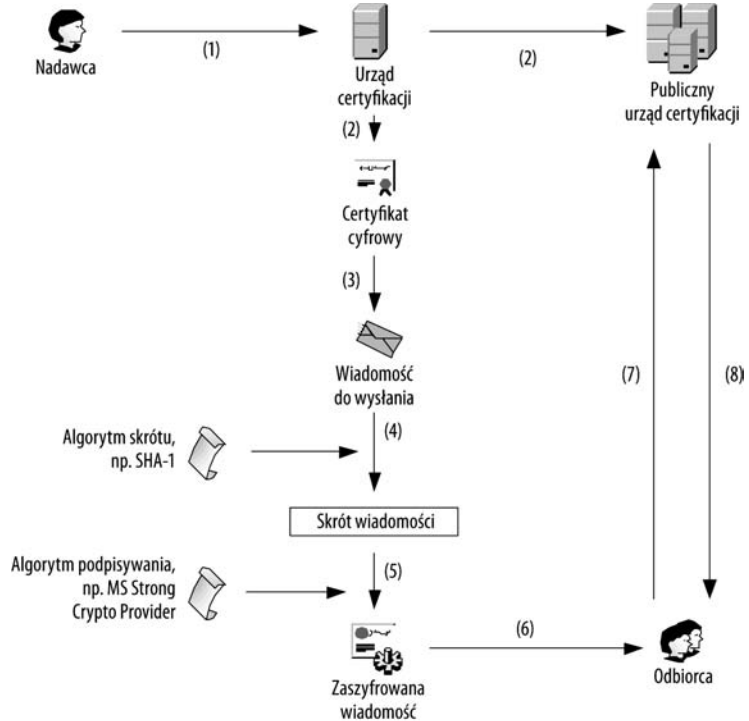 Nadawca
(1)
Urząd
certyfikacji
(2)
Publiczny
urząd certyfikacji
(2)
Certyfikat
cyfrowy
(3)
Wiadomość
do wysłania
(7)
(8)
Algorytm skrótu,
np. SHA-1
(4)
Skrót wiadomości
Algorytm podpisywania,
np. MS Strong
Crypto Provider
(5)
(6)
Zaszyfrowana
wiadomość
Odbiorca